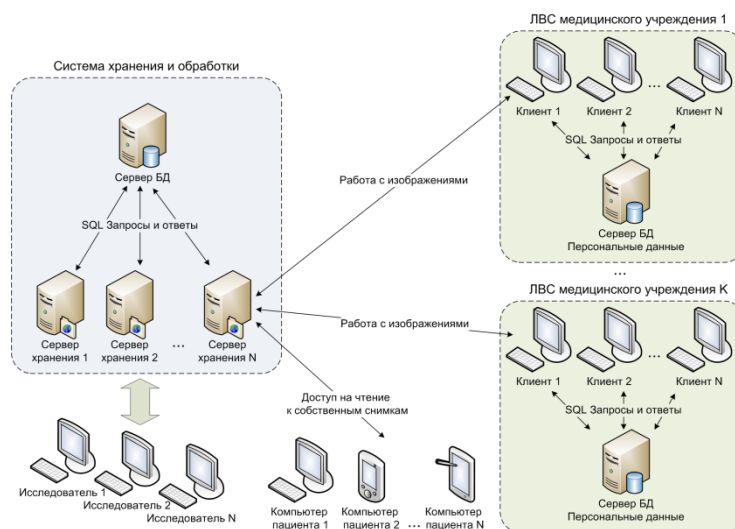 ЛВС медицинского учреждения 1
Клиент 1
Клиент 2
...
Клиент N
SQL Запросы и ответы
Сервер БД
Персональные данные
...
Система хранения и обработки
Сервер БД
SQL Запросы и ответы
Сервер
хранения 1
Сервер
хранения 2
...
Сервер
хранения N
Работа с изображениями
Работа с изображениями
Доступ на чтение
к собственным снимкам
ЛВС медицинского учреждения K
Клиент 1
Клиент 2
...
Клиент N
SQL Запросы и ответы
Сервер БД
Персональные данные
Исследователь 1
Исследователь 2
Исследователь N
Компьютер
пациента 1
Компьютер
пациента 2
...
Компьютер
пациента N